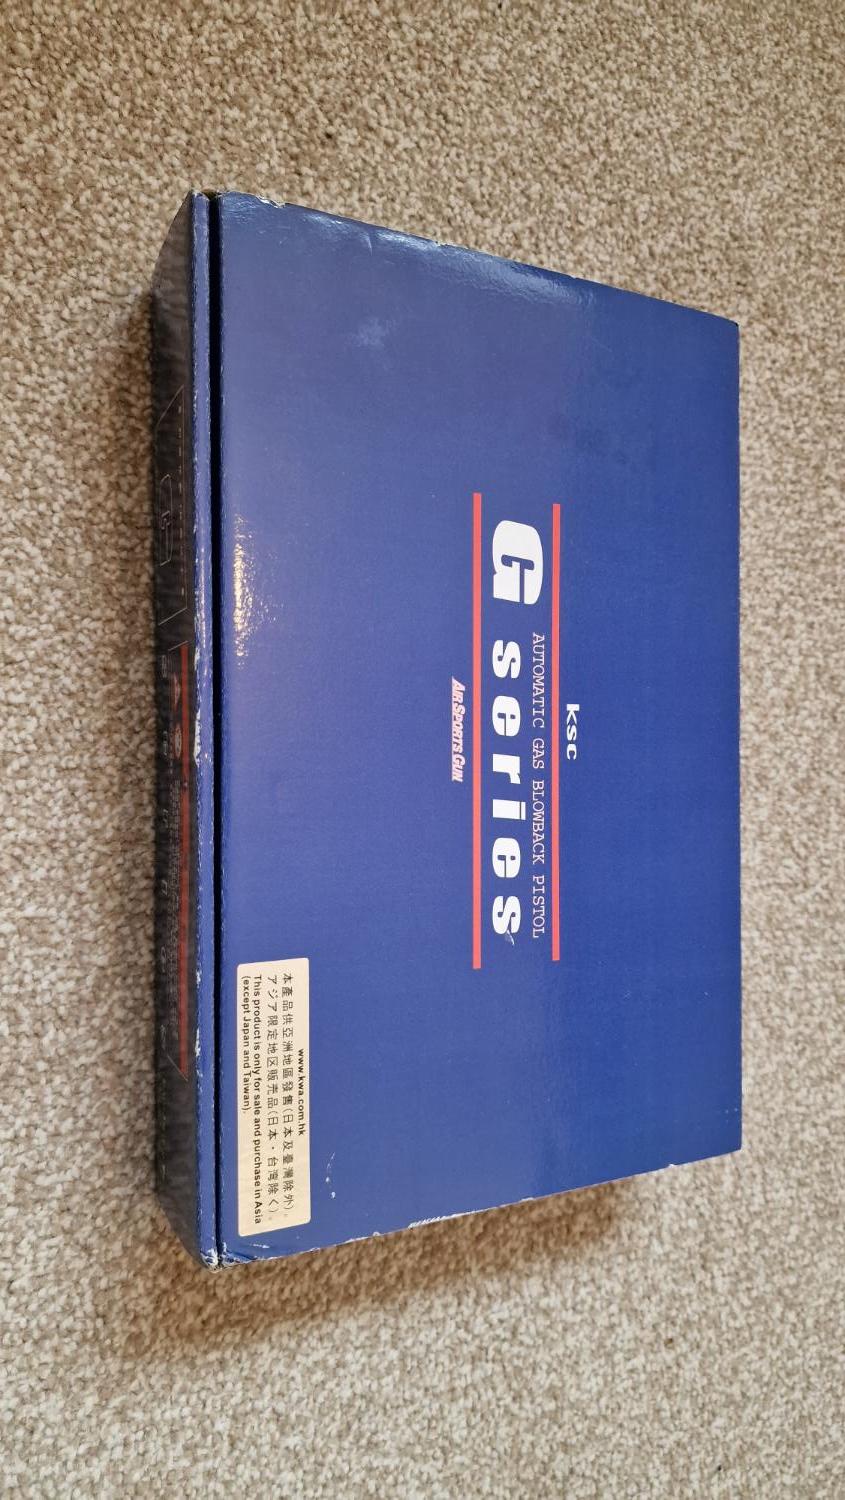 ksc
AUTOMATIC GAS BLOWBACK PISTOL
G series
AIR SPORTS GUN
www.kwa.com.hk
本產品供亞洲地區發售(日本及臺灣除外)。
アジア限定地区販売品(日本・台湾除く)。
This product is only for sale and purchase in Asia
(except Japan and Taiwan).